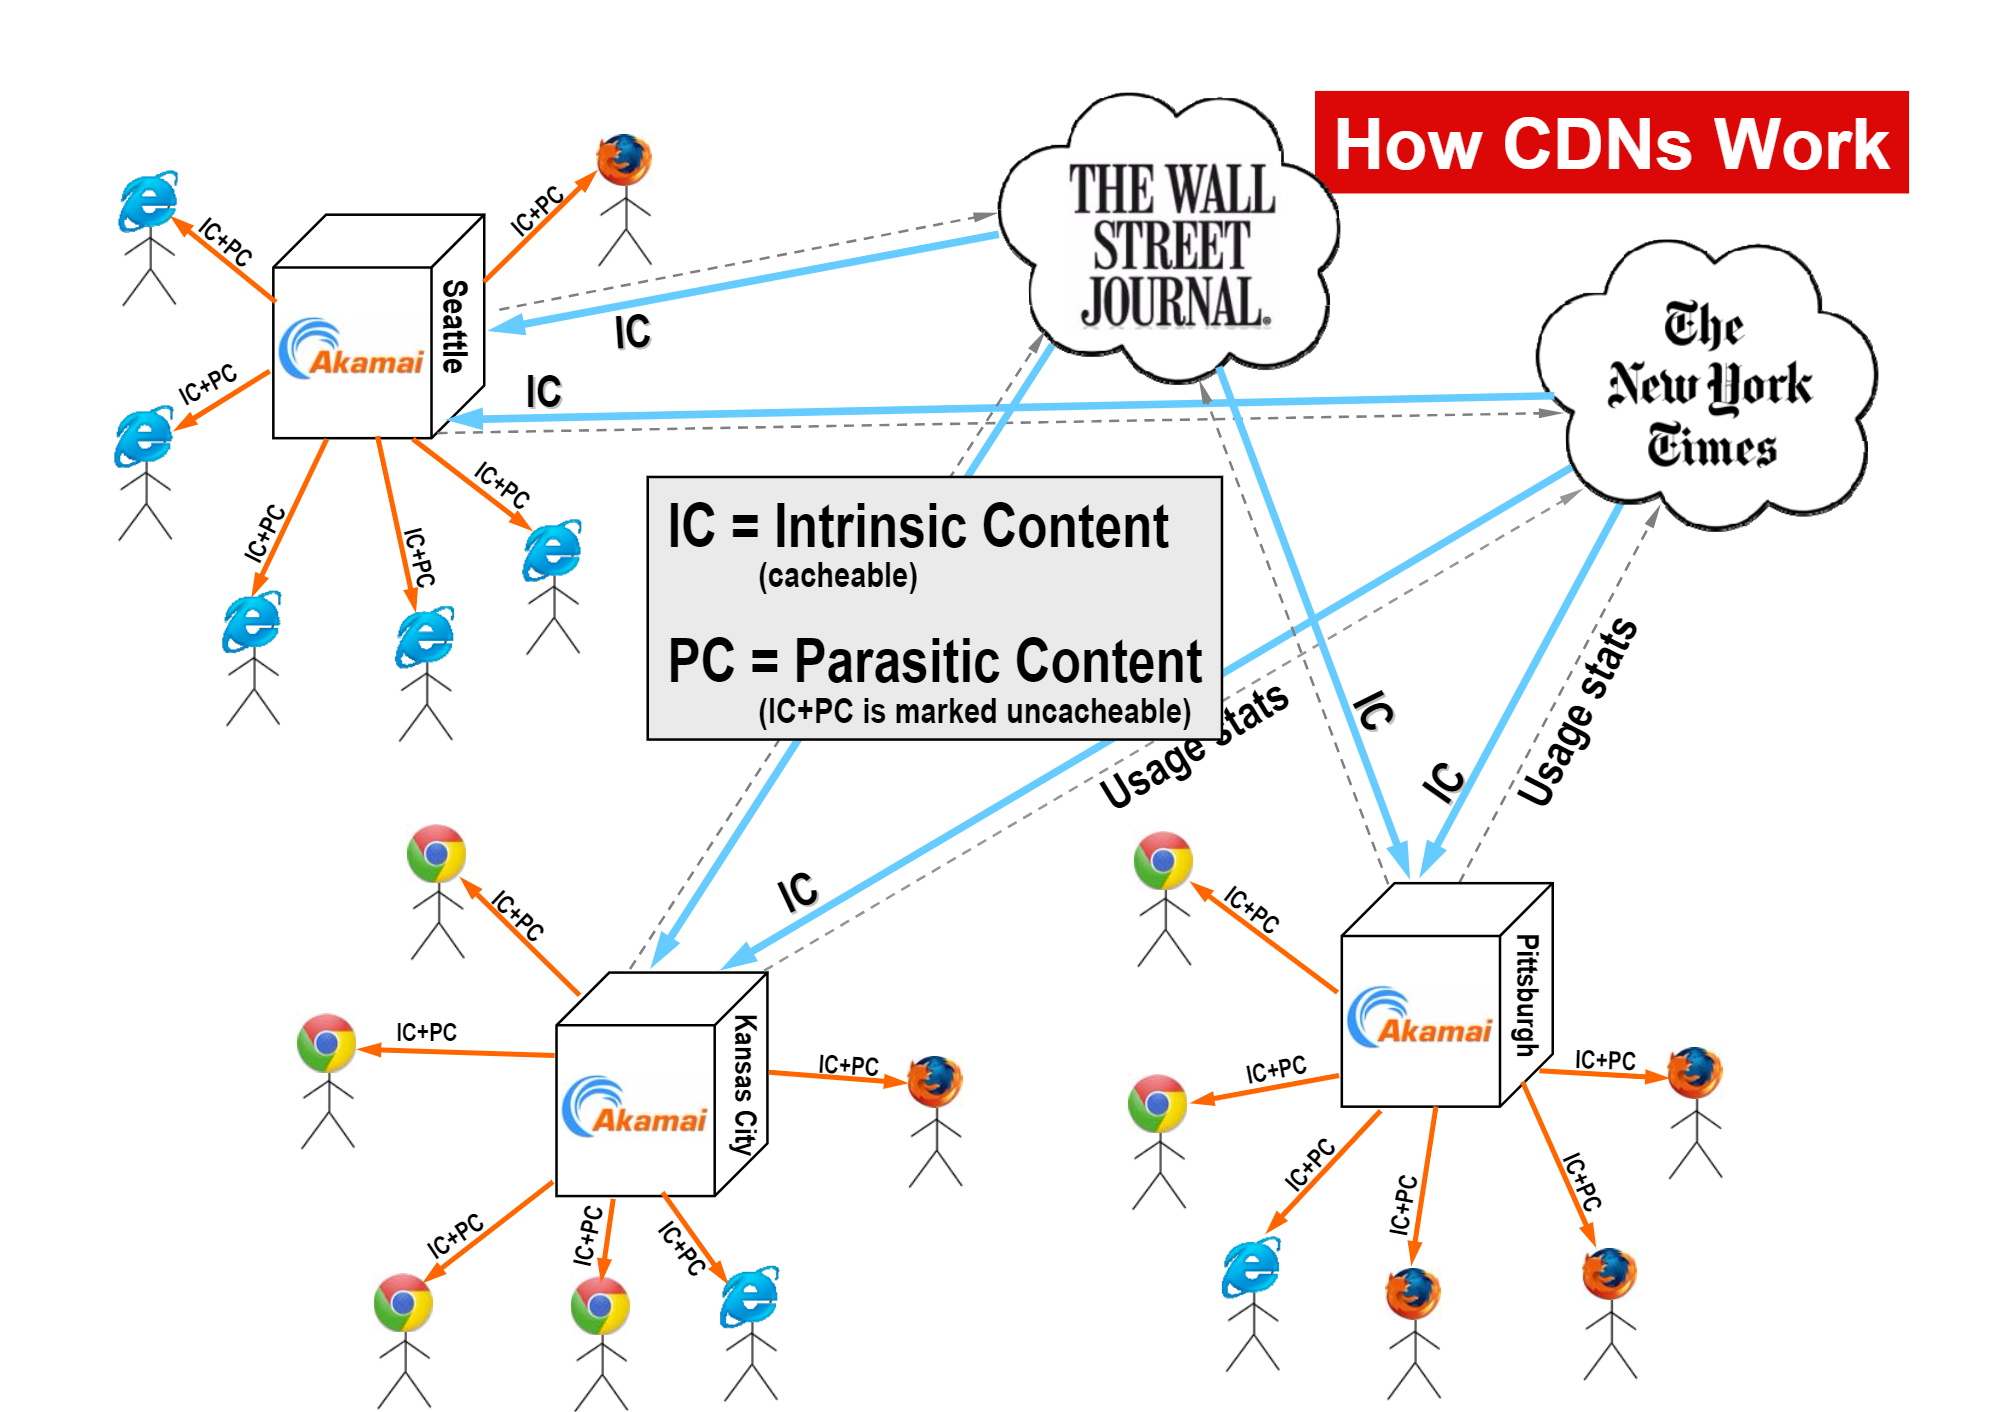 How CDNs Work
THE WALL
STREET
JOURNAL.
The
New York
Times
IC+PC
IC+PC
IC+PC
IC+PC
IC+PC
IC+PC
Akamai
Seattle
IC
IC
IC = Intrinsic Content
(cacheable)
PC = Parasitic Content
(IC+PC is marked uncacheable)
Usage stats
Usage stats
IC
IC
IC
IC+PC
IC+PC
IC+PC
IC+PC
IC+PC
IC+PC
Akamai
Kansas City
IC+PC
IC+PC
IC+PC
IC+PC
IC+PC
IC+PC
Akamai
Pittsburgh